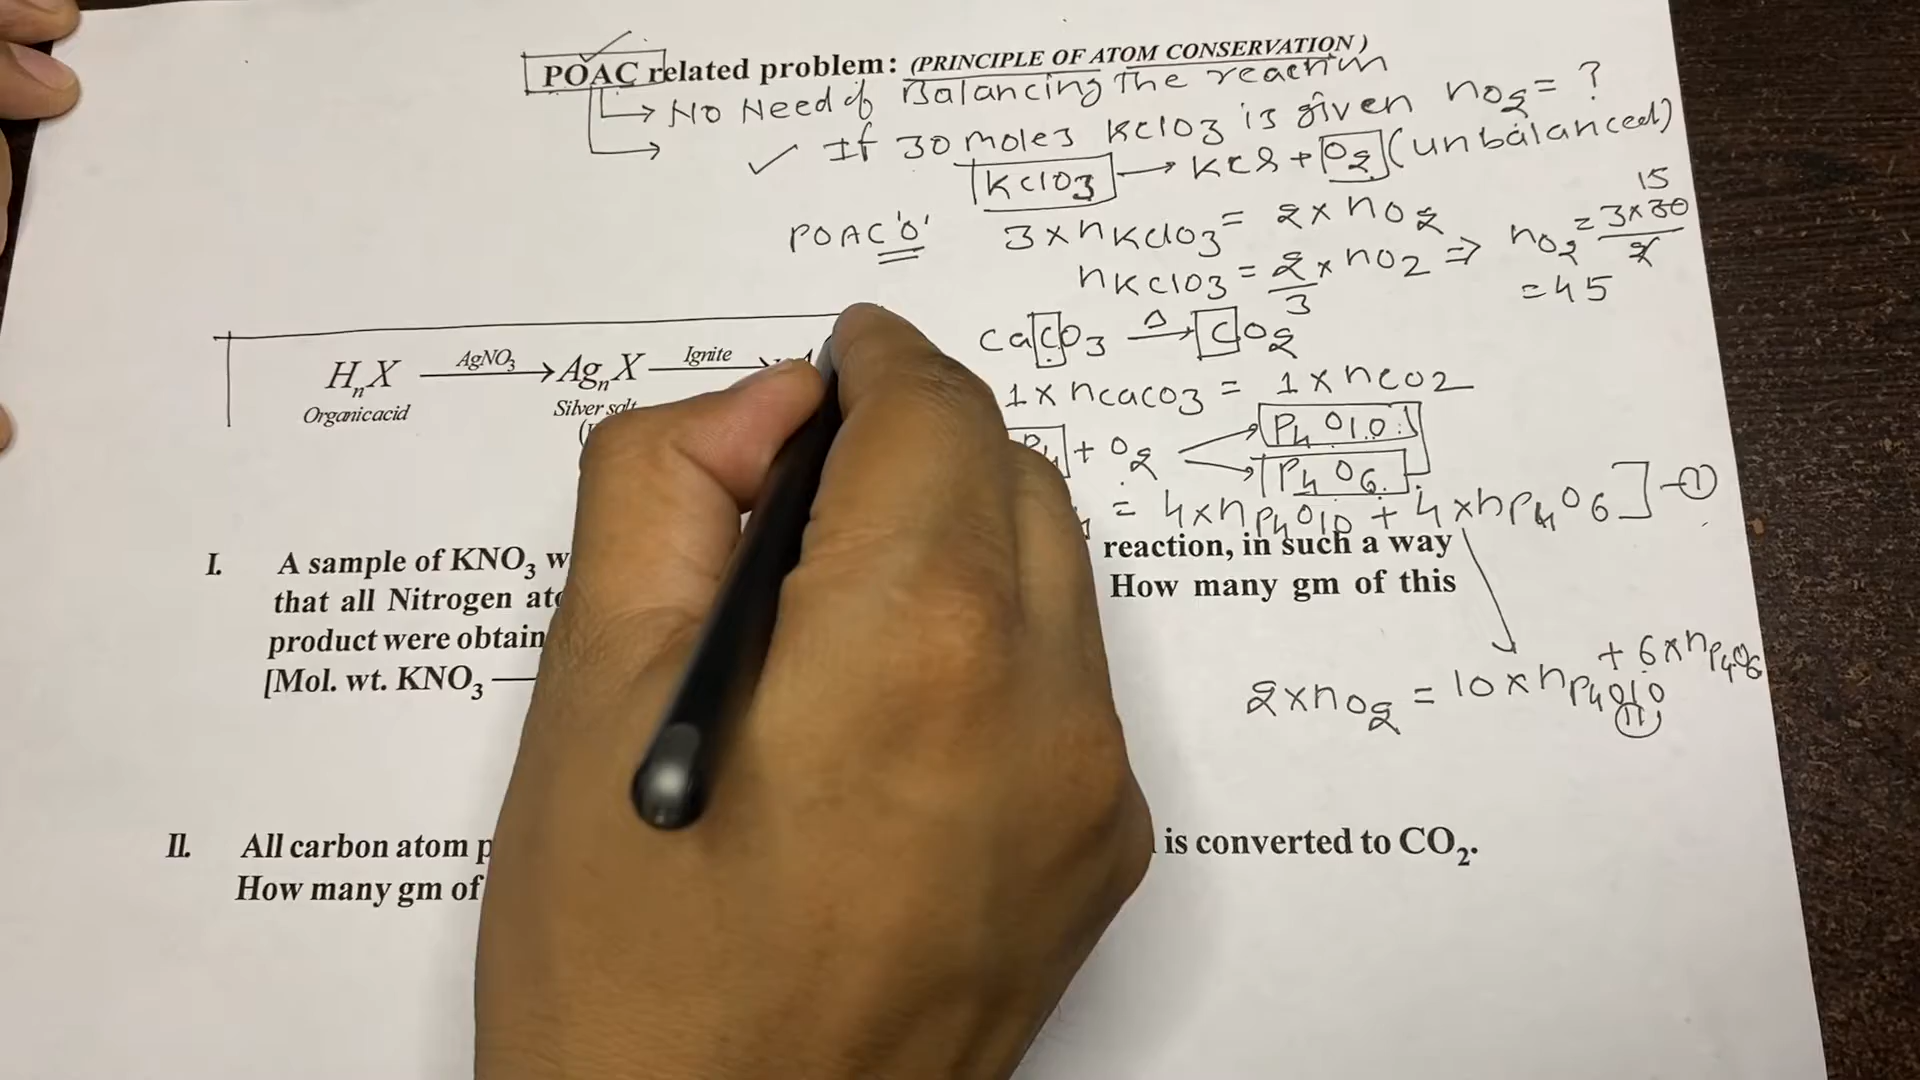 POAC related problem: (PRINCIPLE OF ATOM CONSERVATION)
→ No Need of Balancing The reaction
→ ✓ If 30 moles KClO3 is given nO2 = ?
KClO3 → KCl + O2 (unbalanced)
POAC 'O' 3 × nKClO3 = 2 × nO2
nKClO3 = 2/3 × nO2 ⇒ nO2 = 3×30/2 15
= 45
CaCO3 Δ→ CO2
HnX AgNO3→ AgnX Ignite→
Organic acid Silver salt
1 × nCaCO3 = 1 × nCO2
P4 + O2 → P4O10
→ P4O6
= 4×nP4O10 + 4×nP4O6] -①
I. A sample of KNO3 reaction, in such a way
that all Nitrogen How many gm of this
product were
[Mol. wt. KNO3 —
2×nO2 = 10×nP4O10 + 6×nP4O6
(II)
II. All carbon atom is converted to CO2.
How many gm of